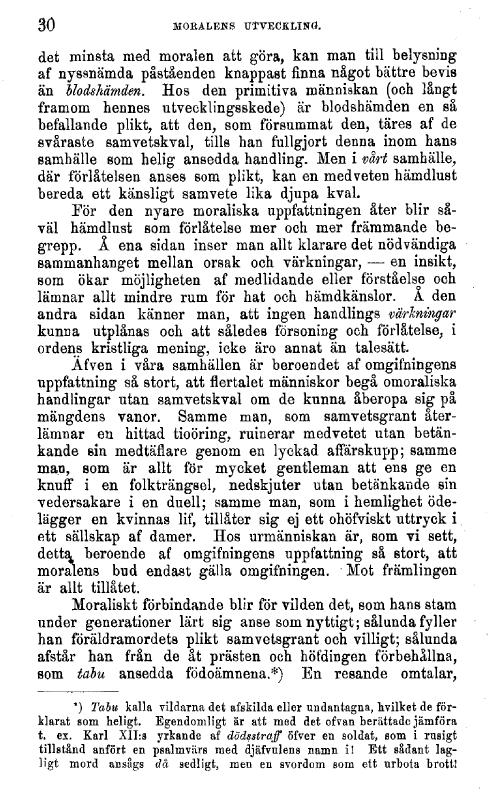 30 MORALENS UTVECKLING.
det minsta med moralen att göra, kan man till belysning
af nyssnämda påståenden knappast finna något bättre bevis
än blodshämden. Hos den primitiva människan (och långt
framom hennes utvecklingsskede) är blodshämden en så
befallande plikt, att den, som försummat den, täres af de
svåraste samvetskval, tills han fullgjort denna inom hans
samhälle som helig ansedda handling. Men i vårt samhälle,
där förlåtelsen anses som plikt, kan en medveten hämdlust
bereda ett känsligt samvete lika djupa kval.
För den nyare moraliska uppfattningen åter blir så-
väl hämdlust som förlåtelse mer och mer främmande be-
grepp. Å ena sidan inser man allt klarare det nödvändiga
sammanhanget mellan orsak och värkningar, — en insikt,
som ökar möjligheten af medlidande eller förståelse och
lämnar allt mindre rum för hat och hämdkänslor. Å den
andra sidan känner man, att ingen handlings värkningar
kunna utplånas och att således försoning och förlåtelse, i
ordens kristliga mening, icke äro annat än talesätt.
Äfven i våra samhällen är beroendet af omgifningens
uppfattning så stort, att flertalet människor begå omoraliska
handlingar utan samvetskval om de kunna åberopa sig på
mängdens vanor. Samme man, som samvetsgrant åter-
lämnar en hittad tioöring, ruinerar medvetet utan betän-
kande sin medtäflare genom en lyckad affärskupp; samme
man, som är allt för mycket gentleman att ens ge en
knuff i en folkträngsel, nedskjuter utan betänkande sin
vedersakare i en duell; samme man, som i hemlighet öde-
lägger en kvinnas lif, tillåter sig ej ett ohöfviskt uttryck i
ett sällskap af damer. Hos urmänniskan är, som vi sett,
detta beroende af omgifningens uppfattning så stort, att
moralens bud endast gälla omgifningen. Mot främlingen
är allt tillåtet.
Moraliskt förbindande blir för vilden det, som hans stam
under generationer lärt sig anse som nyttigt; sålunda fyller
han föräldramordets plikt samvetsgrant och villigt; sålunda
afstår han från de åt prästen och höfdingen förbehållna,
som tabu ansedda födoämnena.*) En resande omtalar,
*) Tabu kalla vildarna det afskilda eller undantagna, hvilket de för-
klarat som heligt. Egendomligt är att med det ofvan berättade jämföra
t. ex. Karl XII:s yrkande af dödsstraff öfver en soldat, som i rusigt
tillstånd anfört en psalmvärs med djäfvulens namn i! Ett sådant lag-
ligt mord ansågs då sedligt, men en svordom som ett urbota brott!